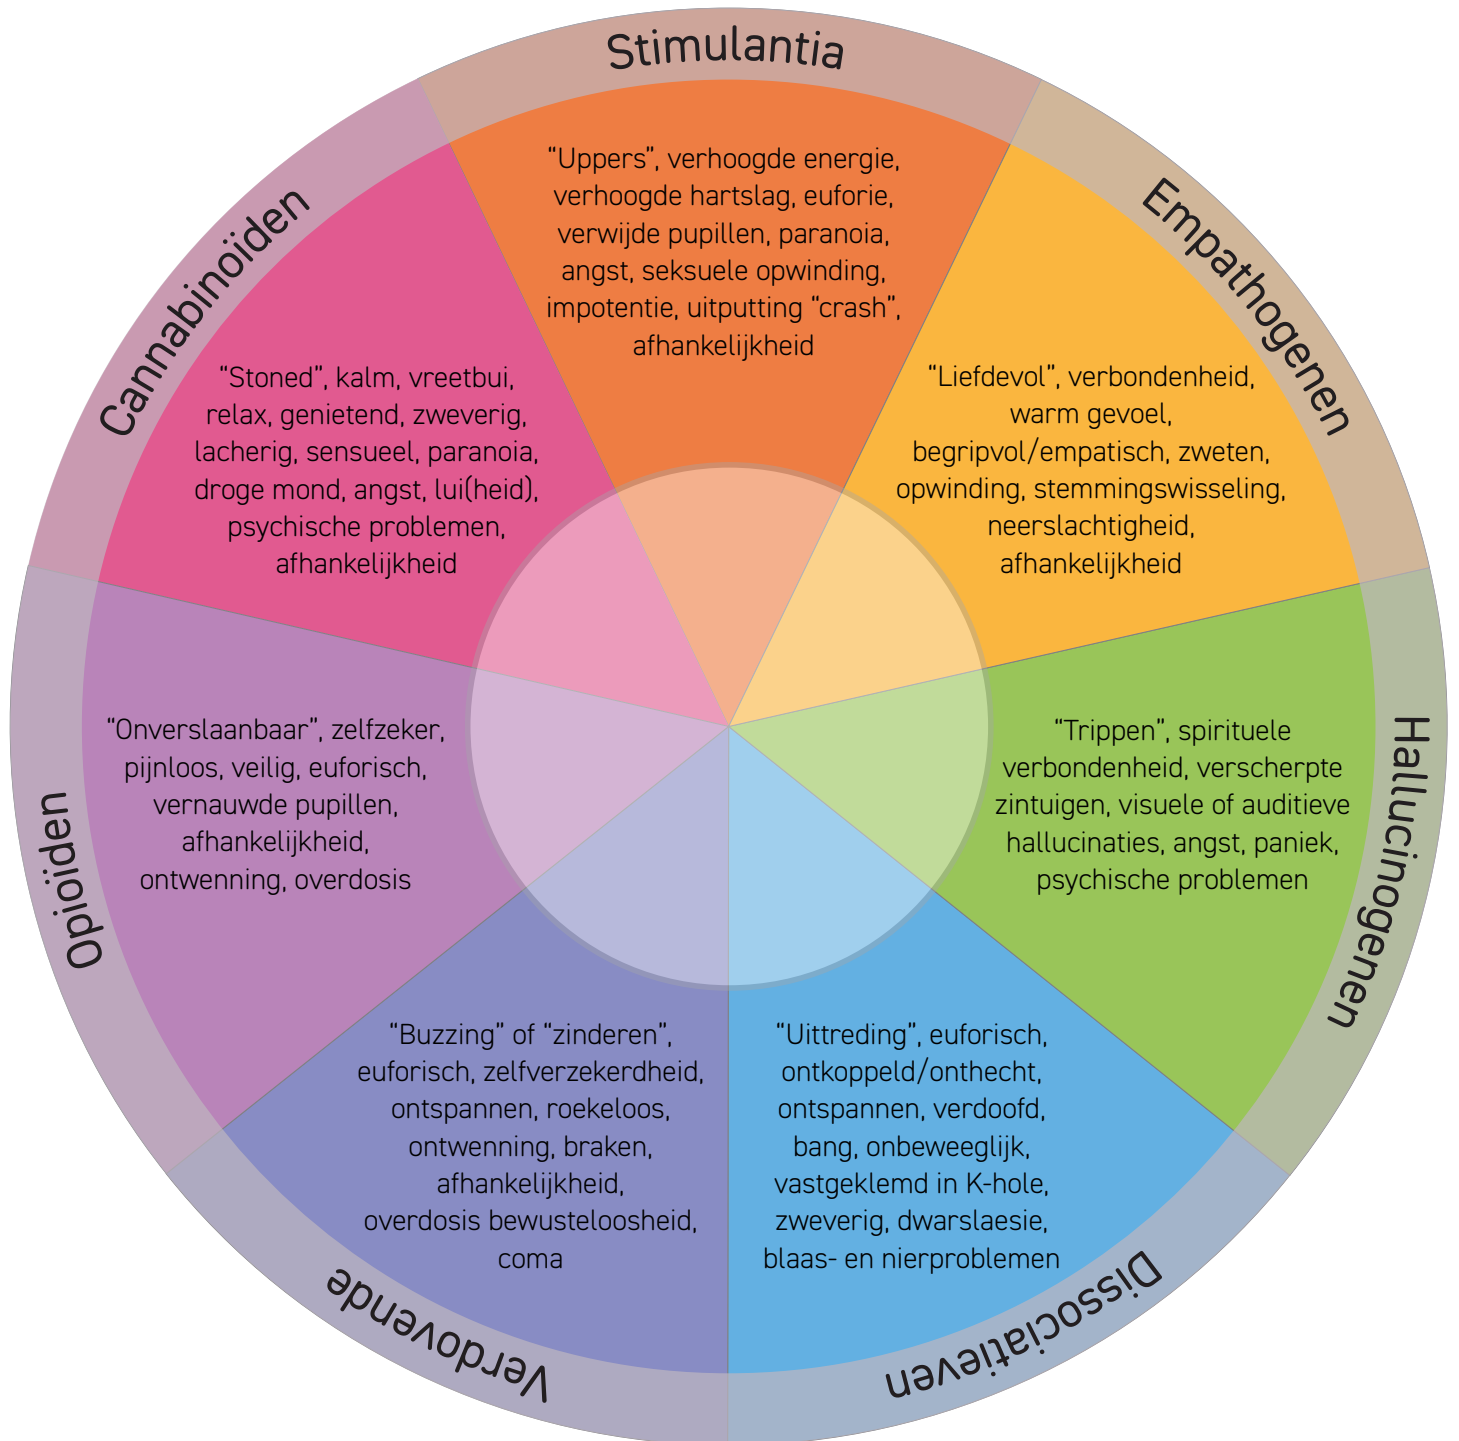 Stimulantia
“Uppers”, verhoogde energie,
verhoogde hartslag, euforie,
verwijde pupillen, paranoia,
angst, seksuele opwinding,
impotentie, uitputting “crash”,
afhankelijkheid
Empathogenen
“Liefdevol”, verbondenheid,
warm gevoel,
begripvol/empatisch, zweten,
opwinding, stemmingswisseling,
neerslachtigheid,
afhankelijkheid
Hallucinogenen
“Trippen”, spirituele
verbondenheid, verscherpte
zintuigen, visuele of auditieve
hallucinaties, angst, paniek,
psychische problemen
Dissociatieven
“Uittreding”, euforisch,
ontkoppeld/onthecht,
ontspannen, verdoofd,
bang, onbeweeglijk,
vastgeklemd in K-hole,
zweverig, dwarslaesie,
blaas- en nierproblemen
Verdovende
“Buzzing” of “zinderen”,
euforisch, zelfverzekerdheid,
ontspannen, roekeloos,
ontwenning, braken,
afhankelijkheid,
overdosis bewusteloosheid,
coma
Opioïden
“Onverslaanbaar”, zelfzeker,
pijnloos, veilig, euforisch,
vernauwde pupillen,
afhankelijkheid,
ontwenning, overdosis
Cannabinoïden
“Stoned”, kalm, vreetbui,
relax, genietend, zweverig,
lacherig, sensueel, paranoia,
droge mond, angst, lui(heid),
psychische problemen,
afhankelijkheid